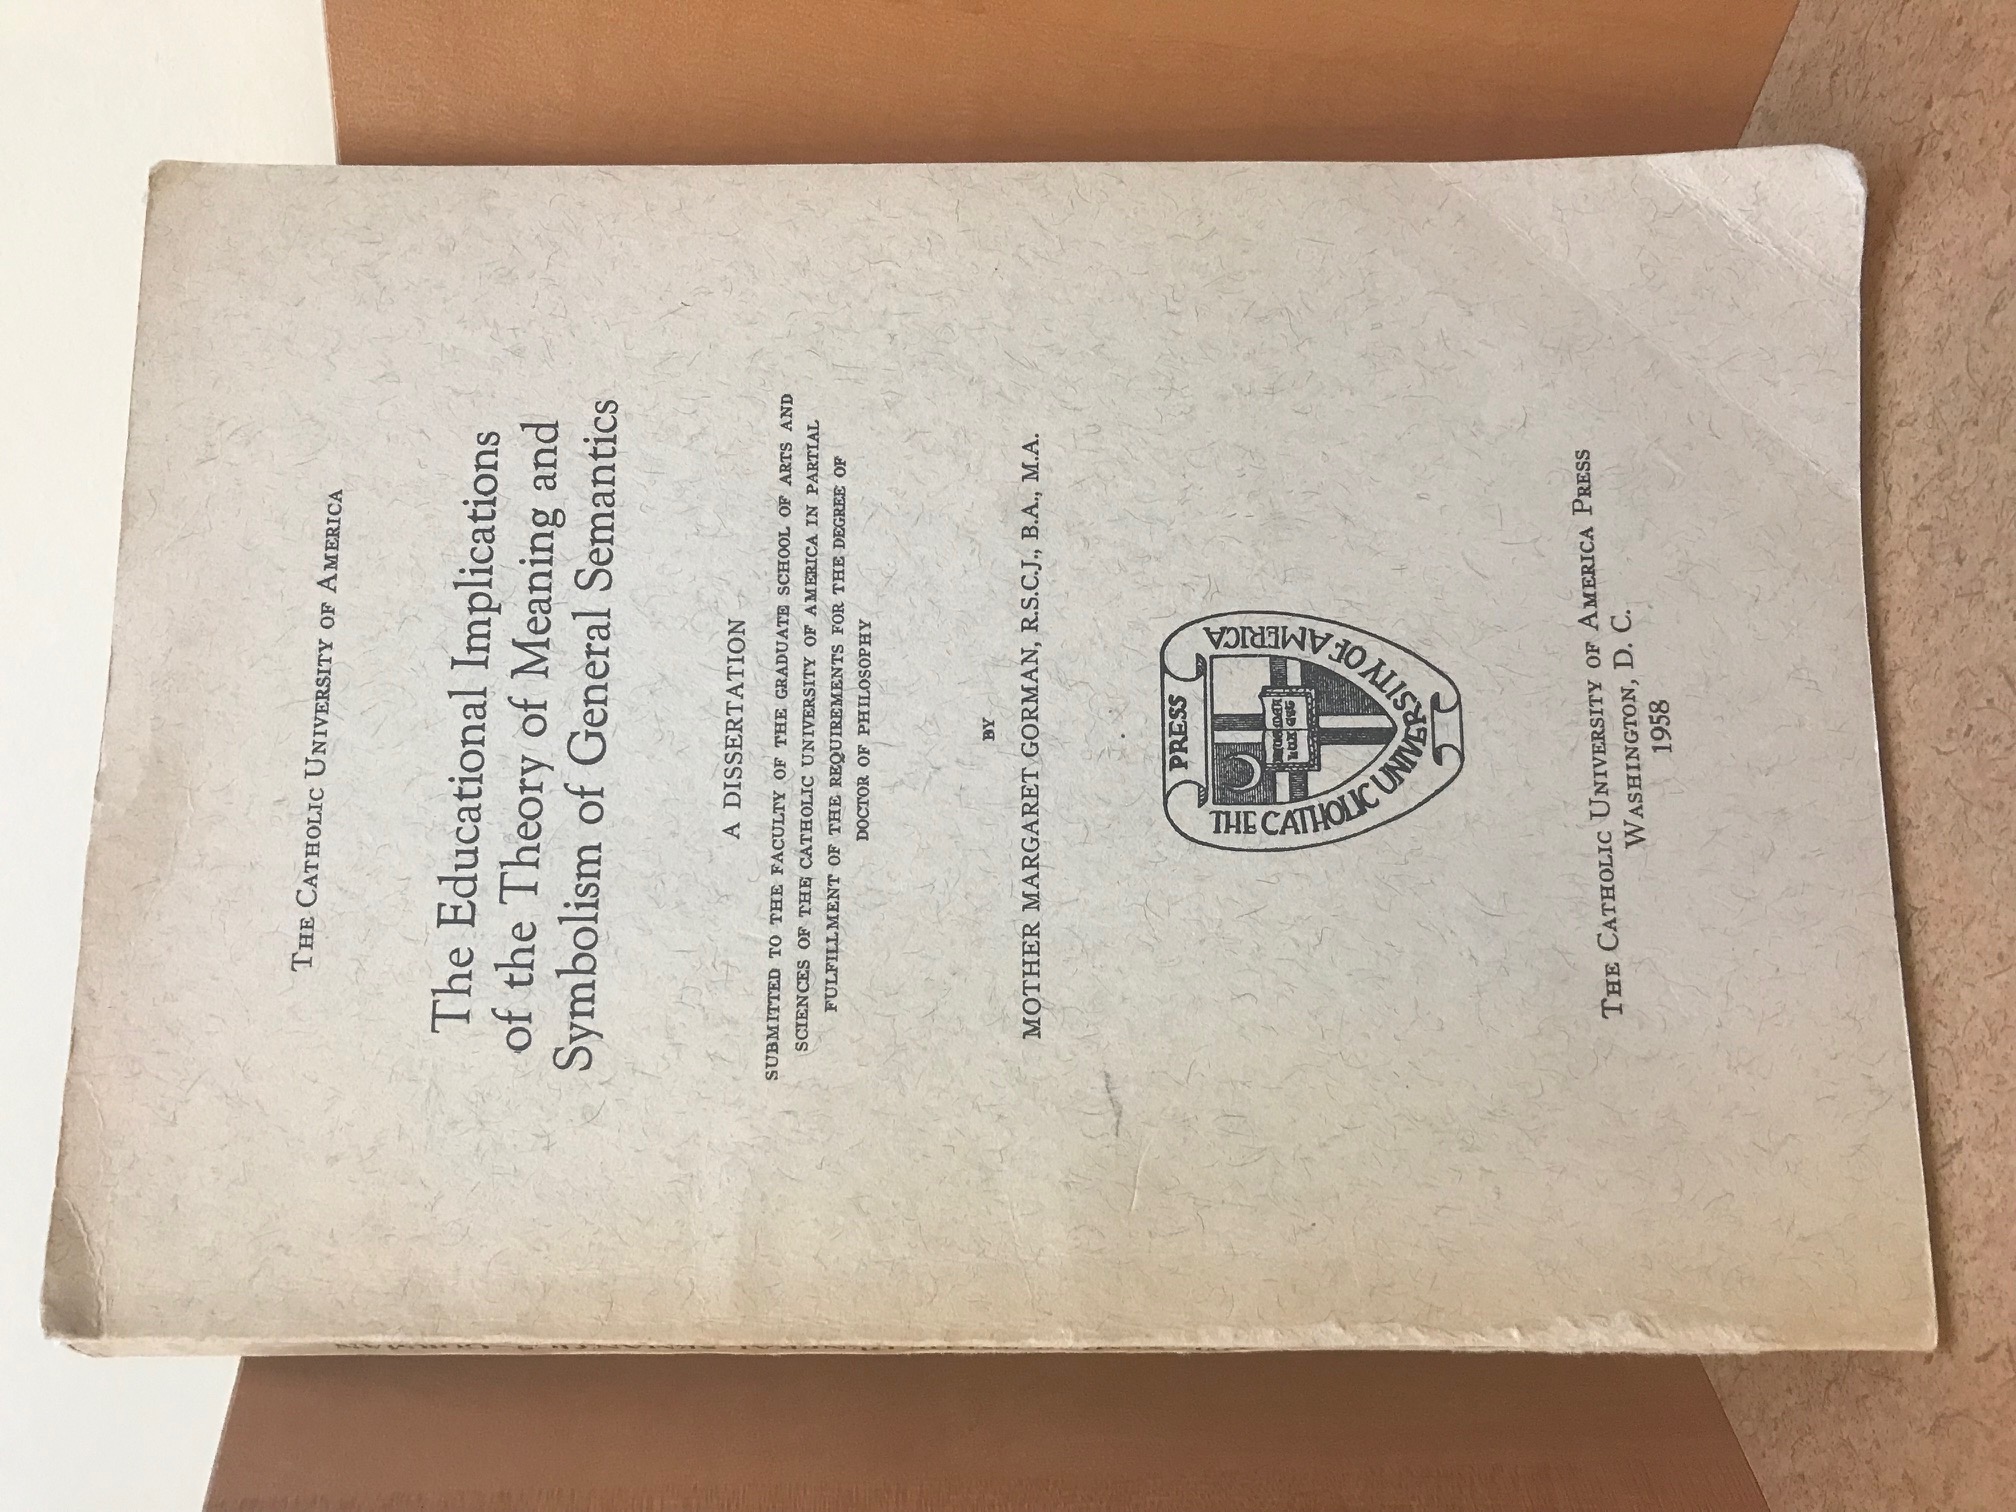 THE CATHOLIC UNIVERSITY OF AMERICA
The Educational Implications
of the Theory of Meaning and
Symbolism of General Semantics
A DISSERTATION
SUBMITTED TO THE FACULTY OF THE GRADUATE SCHOOL OF ARTS AND
SCIENCES OF THE CATHOLIC UNIVERSITY OF AMERICA IN PARTIAL
FULFILLMENT OF THE REQUIREMENTS FOR THE DEGREE OF
DOCTOR OF PHILOSOPHY
BY
MOTHER MARGARET GORMAN, R.S.C.J., B.A., M.A.
PRESS
THE CATHOLIC UNIVERSITY OF AMERICA
THE CATHOLIC UNIVERSITY OF AMERICA PRESS
WASHINGTON, D. C.
1958
GENERAL SEMANTICS GORMAN